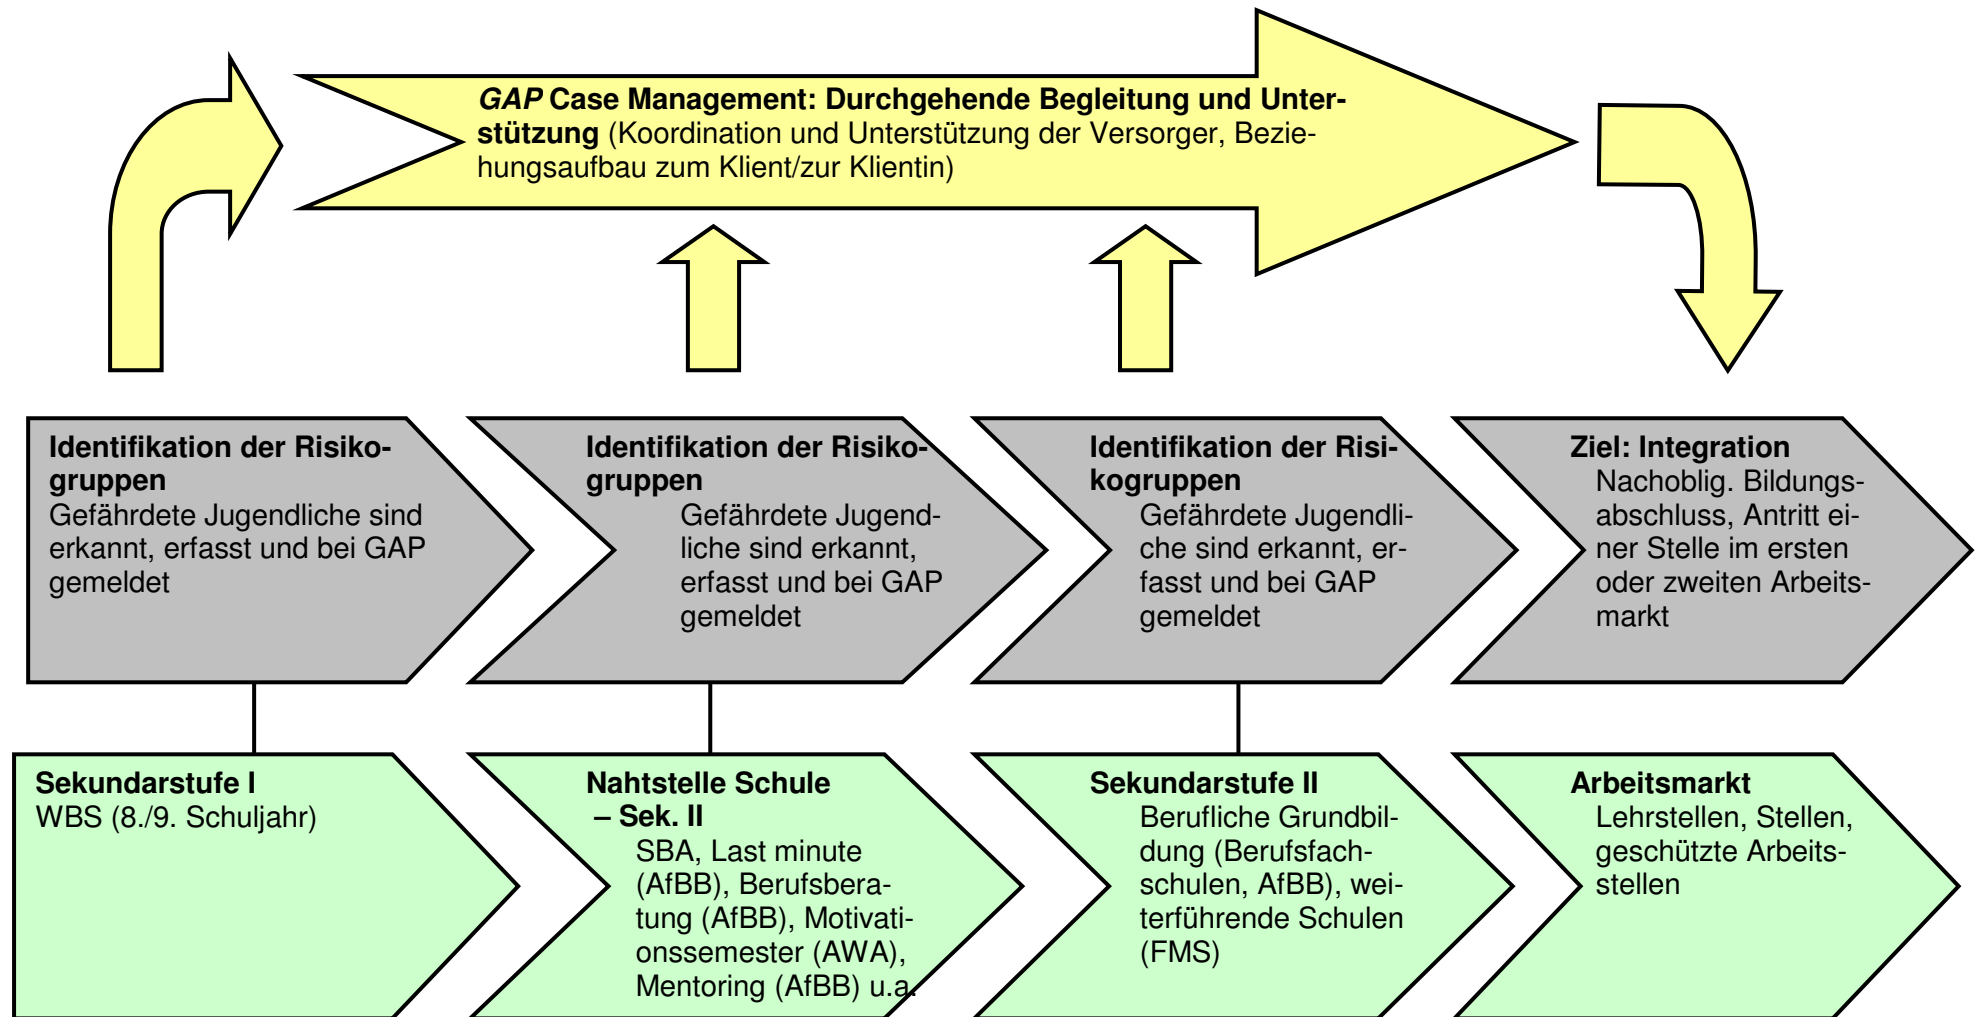 GAP Case Management: Durchgehende Begleitung und Unter-
stützung (Koordination und Unterstützung der Versorger, Bezie-
hungsaufbau zum Klient/zur Klientin)
Identifikation der Risiko-
gruppen
Gefährdete Jugendliche sind
erkannt, erfasst und bei GAP
gemeldet
Identifikation der Risiko-
gruppen
Gefährdete Jugend-
liche sind erkannt,
erfasst und bei GAP
gemeldet
Identifikation der Risi-
kogruppen
Gefährdete Jugendli-
che sind erkannt, er-
fasst und bei GAP
gemeldet
Ziel: Integration
Nachoblig. Bildungs-
abschluss, Antritt ei-
ner Stelle im ersten
oder zweiten Arbeits-
markt
Sekundarstufe I
WBS (8./9. Schuljahr)
Nahtstelle Schule
– Sek. II
SBA, Last minute
(AfBB), Berufsbera-
tung (AfBB), Motivati-
onssemester (AWA),
Mentoring (AfBB) u.a.
Sekundarstufe II
Berufliche Grundbil-
dung (Berufsfach-
schulen, AfBB), wei-
terführende Schulen
(FMS)
Arbeitsmarkt
Lehrstellen, Stellen,
geschützte Arbeits-
stellen